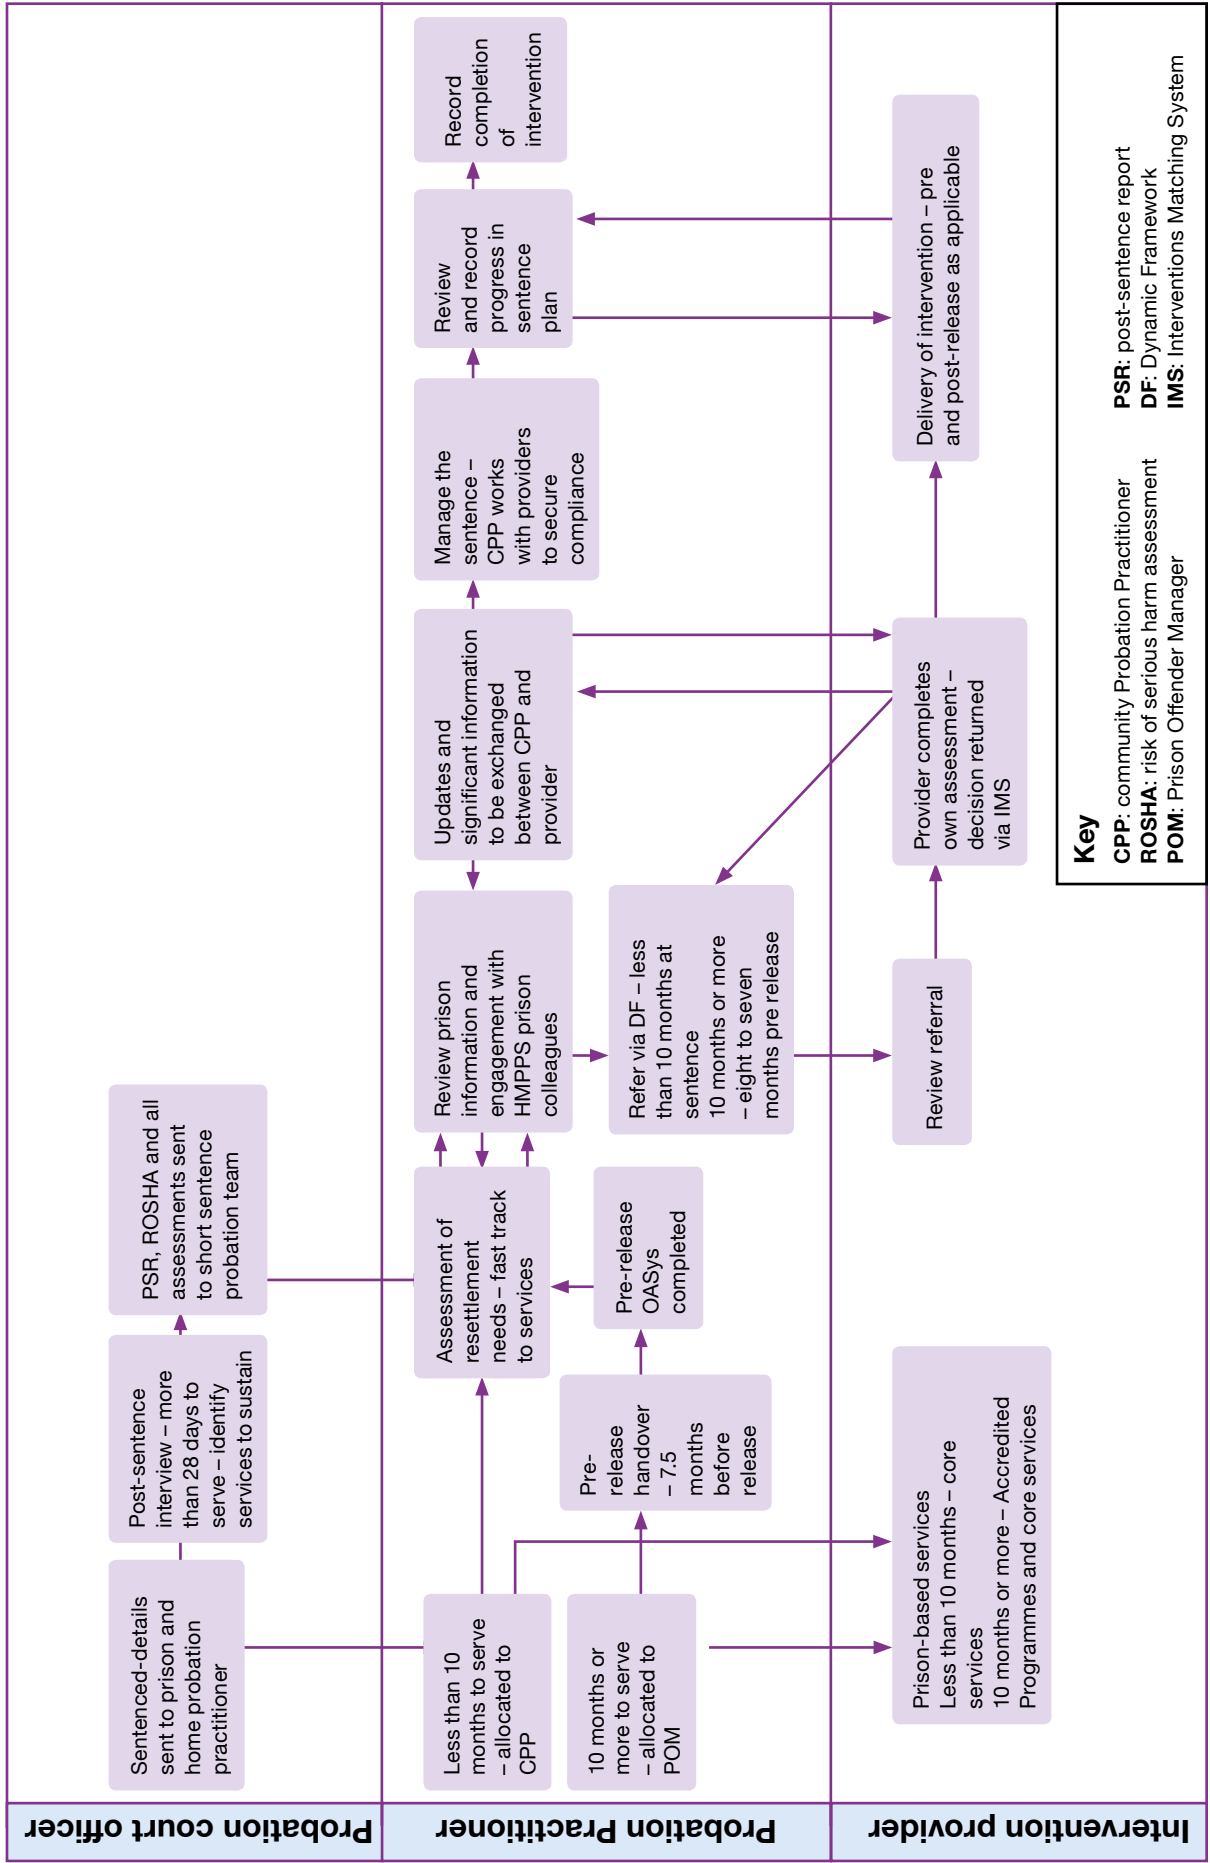 Probation court officer
Sentenced-details
sent to prison and
home probation
practitioner
Post-sentence
interview – more
than 28 days to
serve – identify
services to sustain
PSR, ROSHA and all
assessments sent
to short sentence
probation team
Probation Practitioner
Less than 10
months to serve
– allocated to
CPP
10 months or
more to serve
– allocated to
POM
Pre-
release
handover
– 7.5
months
before
release
Pre-release
OASys
completed
Assessment of
resettlement
needs – fast track
to services
Review prison
information and
engagement with
HMPPS prison
colleagues
Refer via DF – less
than 10 months at
sentence
10 months or more
– eight to seven
months pre release
Updates and
significant information
to be exchanged
between CPP and
provider
Manage the
sentence –
CPP works
with providers
to secure
compliance
Review
and record
progress in
sentence
plan
Record
completion
of
intervention
Intervention provider
Prison-based services
Less than 10 months – core
services
10 months or more – Accredited
Programmes and core services
Review referral
Provider completes
own assessment –
decision returned
via IMS
Delivery of intervention – pre
and post-release as applicable
Key
CPP: community Probation Practitioner
ROSHA: risk of serious harm assessment
POM: Prison Offender Manager
PSR: post-sentence report
DF: Dynamic Framework
IMS: Interventions Matching System